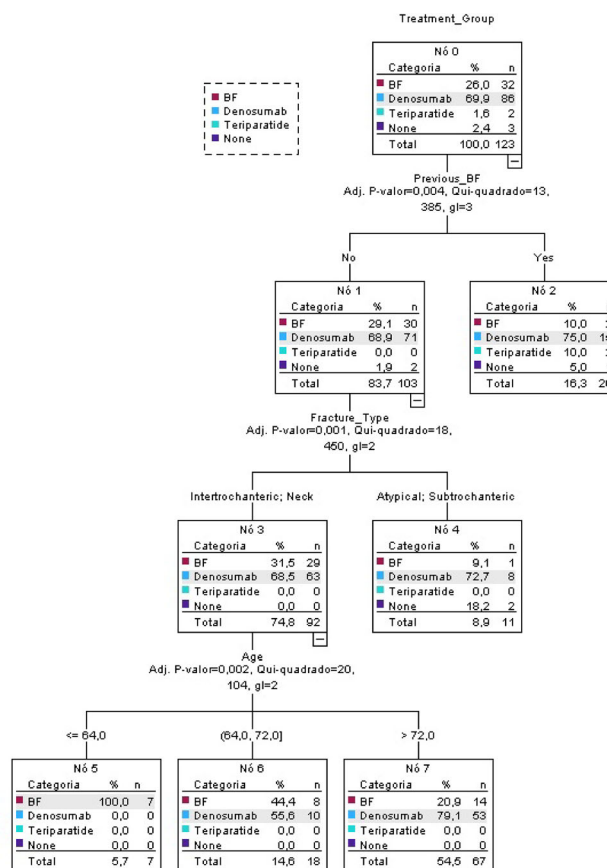 Treatment_Group
BF
Denosumab
Teriparatide
None
Nó 0
Categoria % n
BF 26,0 32
Denosumab 69,9 86
Teriparatide 1,6 2
None 2,4 3
Total 100,0 123
Previous_BF
Adj. P-valor=0,004, Qui-quadrado=13,
385, gl=3
No
Yes
Nó 1
Categoria % n
BF 29,1 30
Denosumab 68,9 71
Teriparatide 0,0 0
None 1,9 2
Total 83,7 103
Nó 2
Categoria %
BF 10,0
Denosumab 75,0
Teriparatide 10,0
None 5,0
Total 16,3
Fracture_Type
Adj. P-valor=0,001, Qui-quadrado=18,
450, gl=2
Intertrochanteric; Neck
Atypical; Subtrochanteric
Nó 3
Categoria % n
BF 31,5 29
Denosumab 68,5 63
Teriparatide 0,0 0
None 0,0 0
Total 74,8 92
Nó 4
Categoria % n
BF 9,1 1
Denosumab 72,7 8
Teriparatide 0,0 0
None 18,2 2
Total 8,9 11
Age
Adj. P-valor=0,002, Qui-quadrado=20,
104, gl=2
<= 64,0
(64,0, 72,0]
> 72,0
Nó 5
Categoria % n
BF 100,0 7
Denosumab 0,0 0
Teriparatide 0,0 0
None 0,0 0
Total 5,7 7
Nó 6
Categoria % n
BF 44,4 8
Denosumab 55,6 10
Teriparatide 0,0 0
None 0,0 0
Total 14,6 18
Nó 7
Categoria % n
BF 20,9 14
Denosumab 79,1 53
Teriparatide 0,0 0
None 0,0 0
Total 54,5 67